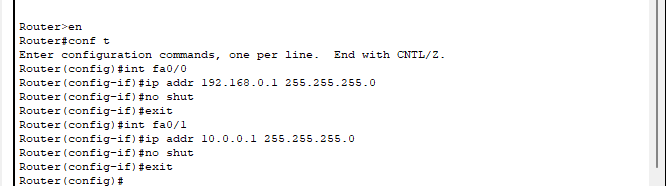 Router>en
Router#conf t
Enter configuration commands, one per line.  End with CNTL/Z.
Router(config)#int fa0/0
Router(config-if)#ip addr 192.168.0.1 255.255.255.0
Router(config-if)#no shut
Router(config-if)#exit
Router(config)#int fa0/1
Router(config-if)#ip addr 10.0.0.1 255.255.255.0
Router(config-if)#no shut
Router(config-if)#exit
Router(config)#